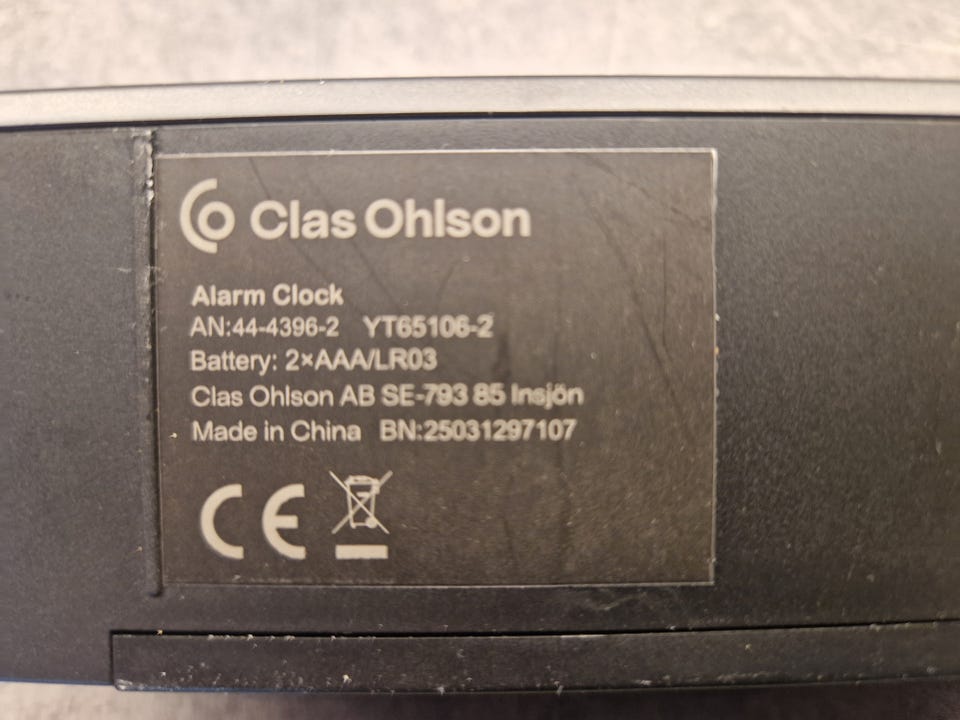 Clas Ohlson
Alarm Clock
AN:44-4396-2 YT65106-2
Battery: 2×AAA/LR03
Clas Ohlson AB SE-793 85 Insjön
Made in China BN:25031297107
CE